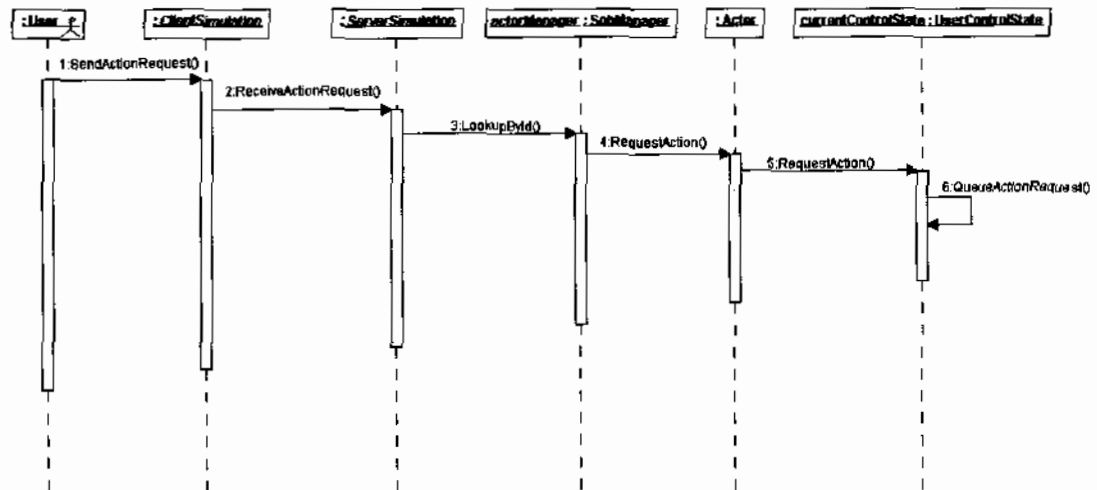 : User
: ClientSimulation
: ServerSimulation
actorManager : SobManager
: Actor
currentControlState : UserControlState
1:SendActionRequest()
2:ReceiveActionRequest()
3:LookupById()
4:RequestAction()
5:RequestAction()
6:QueueActionRequest()